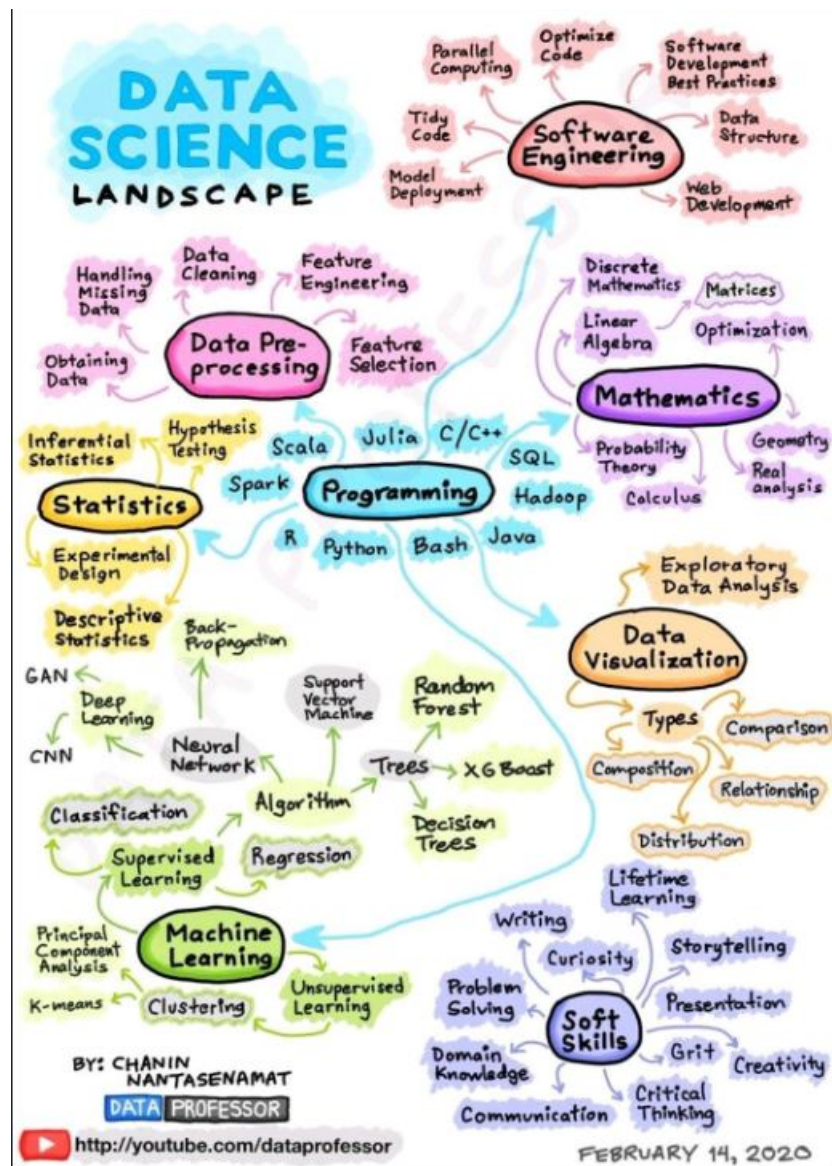 DATA
SCIENCE
LANDSCAPE
Parallel
Computing
Optimize
Code
Software
Development
Best Practices
Tidy
Code
Software
Engineering
Data
Structure
Model
Deployment
Web
Development
Handling
Missing
Data
Data
Cleaning
Feature
Engineering
Obtaining
Data
Data Pre-
processing
Feature
Selection
Discrete
Mathematics
Matrices
Linear
Algebra
Optimization
Mathematics
Probability
Theory
Geometry
Calculus
Real
analysis
Inferential
Statistics
Hypothesis
Testing
Statistics
Experimental
Design
Descriptive
Statistics
Scala
Julia
C/C++
SQL
Spark
Programming
Hadoop
R
Python
Bash
Java
Exploratory
Data Analysis
Data
Visualization
Types
Comparison
Composition
Relationship
Distribution
Back-
Propagation
GAN
Deep
Learning
CNN
Neural
Network
Support
Vector
Machine
Random
Forest
Trees
XG Boost
Algorithm
Decision
Trees
Classification
Supervised
Learning
Regression
Machine
Learning
Principal
Component
Analysis
K-means
Clustering
Unsupervised
Learning
Lifetime
Learning
Writing
Curiosity
Storytelling
Problem
Solving
Soft
Skills
Presentation
Domain
Knowledge
Grit
Creativity
Communication
Critical
Thinking
BY: CHANIN
NANTASENAMAT
DATA PROFESSOR
http://youtube.com/dataprofessor
FEBRUARY 14, 2020